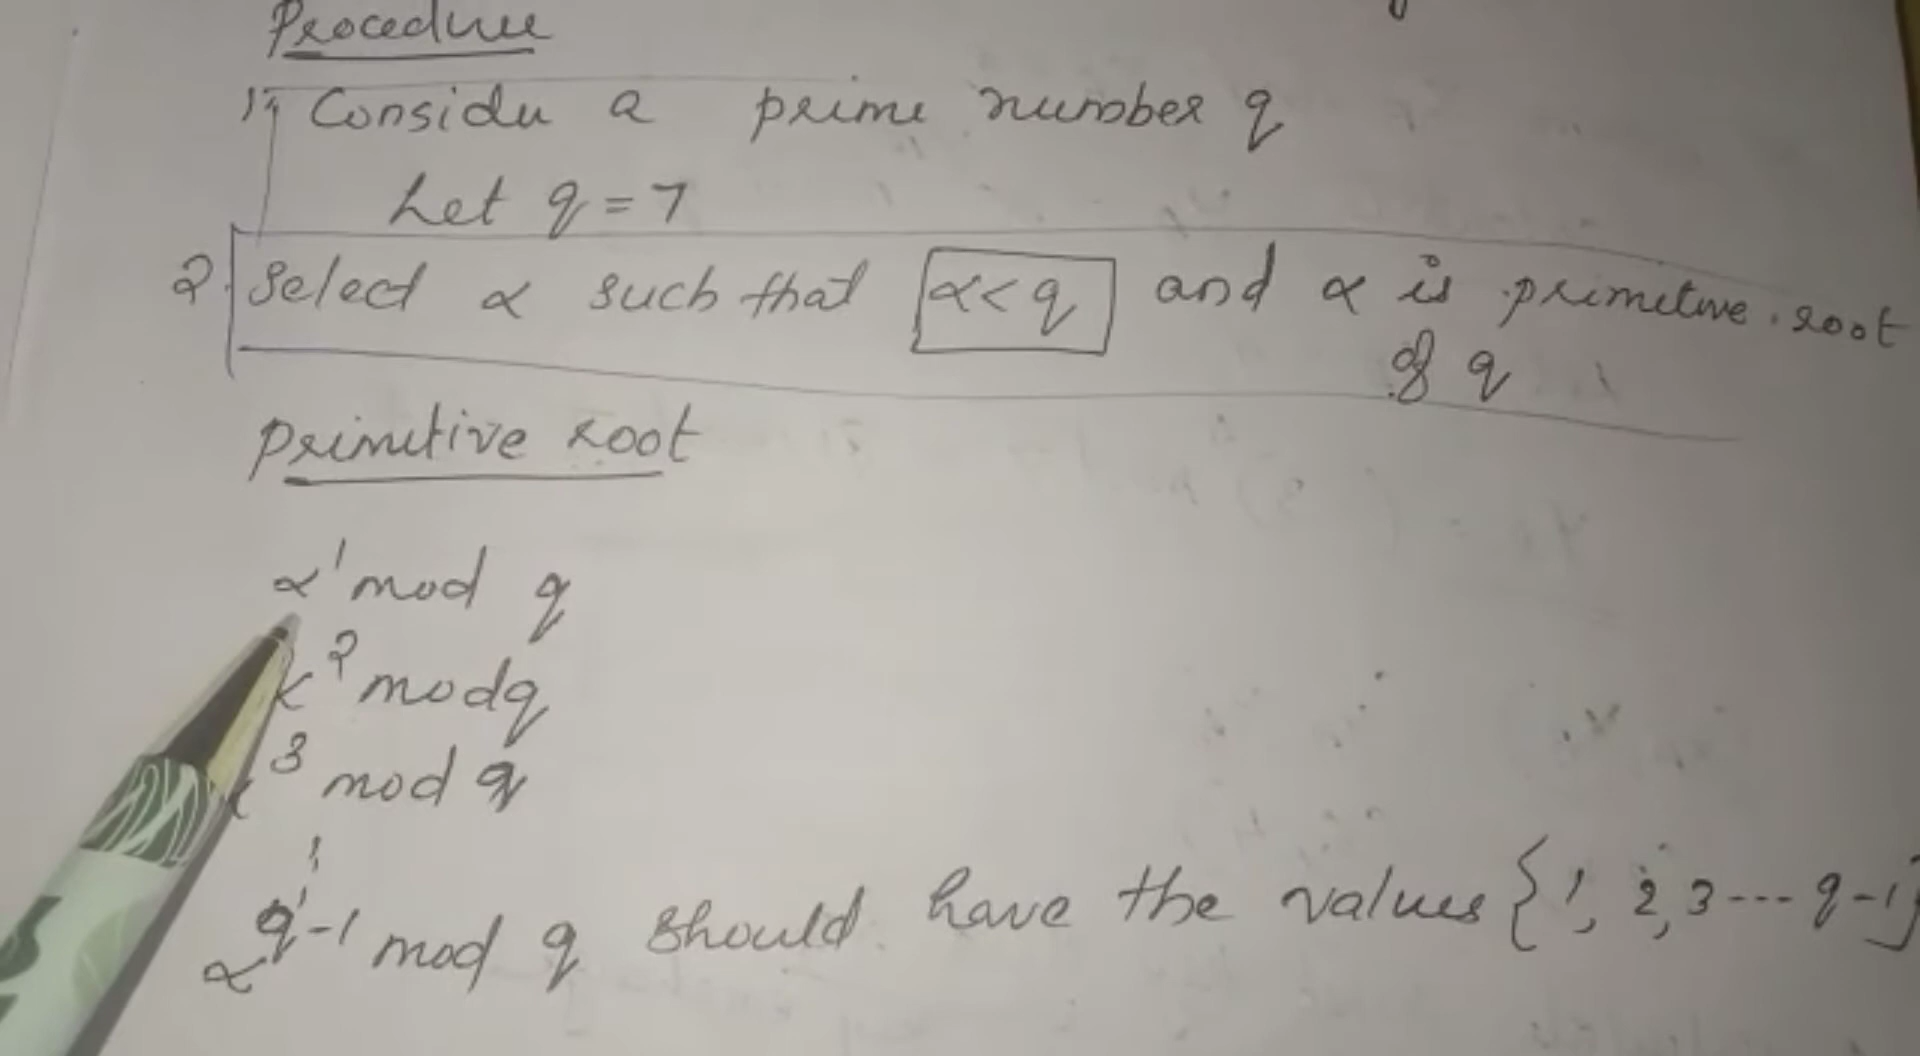 Procedure
1) Consider a prime number q
Let q = 7
2. Select α such that α < q and α is primitive root
of q
Primitive root
α¹ mod q
α² mod q
³ mod q
α^q-1 mod q should have the values {1, 2, 3 --- q-1}